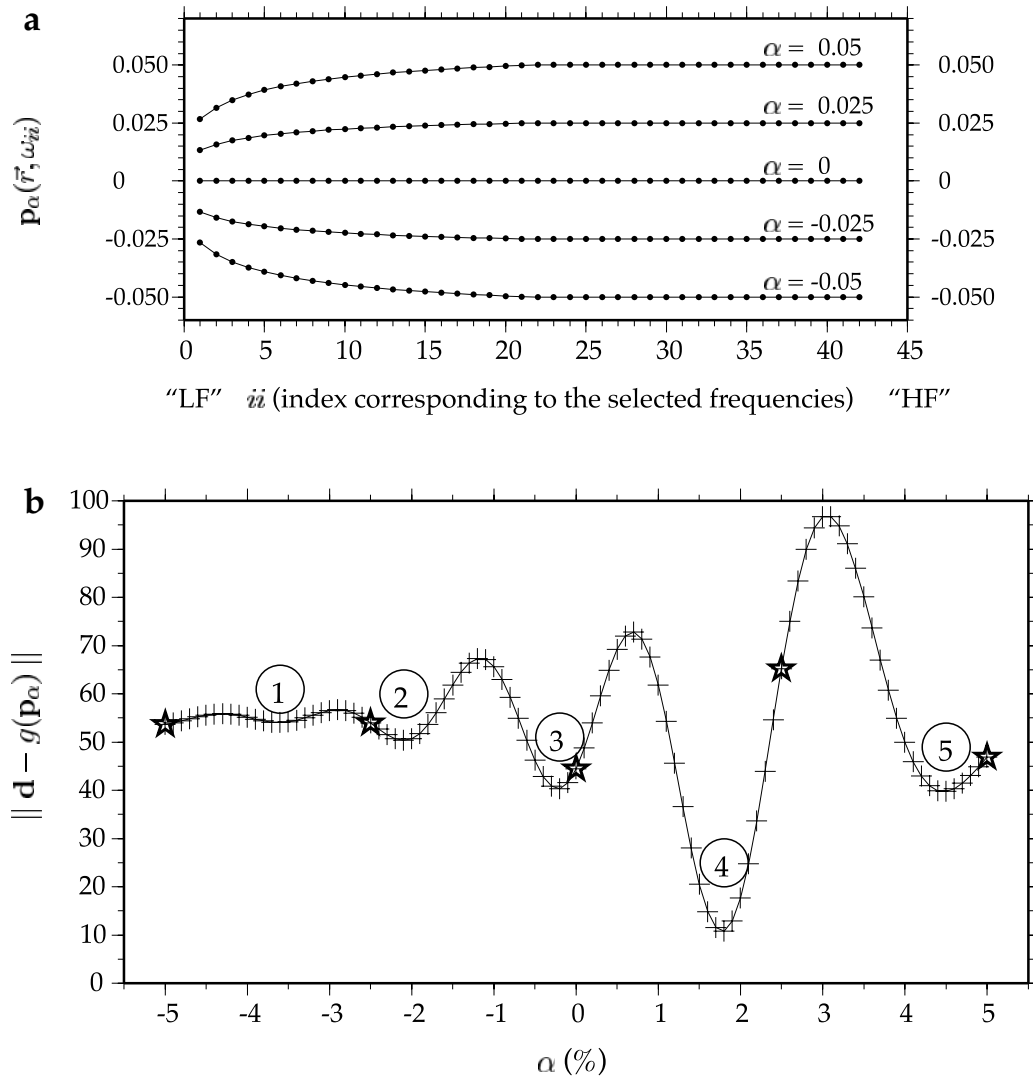 a
α = 0.05
0.050 0.050
α = 0.025
0.025 0.025
α = 0
0 0
α = -0.025
-0.025 -0.025
α = -0.05
-0.050 -0.050
p_α(r⃗, ω_ii)
0 5 10 15 20 25 30 35 40 45
“LF” ii (index corresponding to the selected frequencies) “HF”
b
100
90
80
70
60
50
40
30
20
10
0
|| d − g(p_α) ||
1 2 3 4 5
-5 -4 -3 -2 -1 0 1 2 3 4 5
α (%)